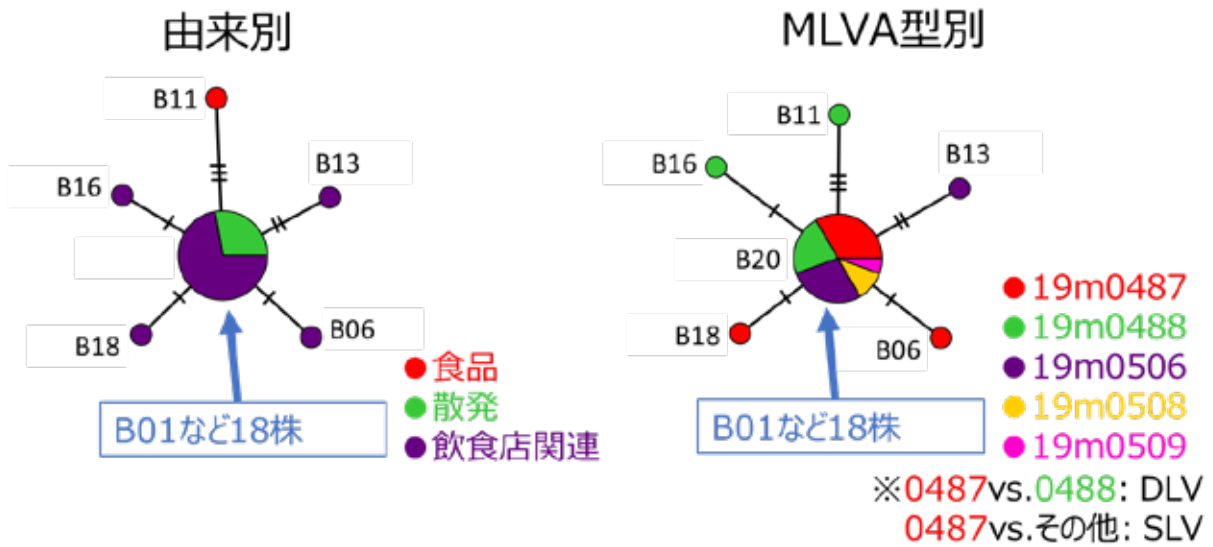 由来別
B11
B13
B16
B18
B06
B01など18株
食品
散発
飲食店関連
MLVA型別
B11
B13
B16
B20
B18
B06
B01など18株
19m0487
19m0488
19m0506
19m0508
19m0509
※0487vs.0488: DLV
0487vs.その他: SLV